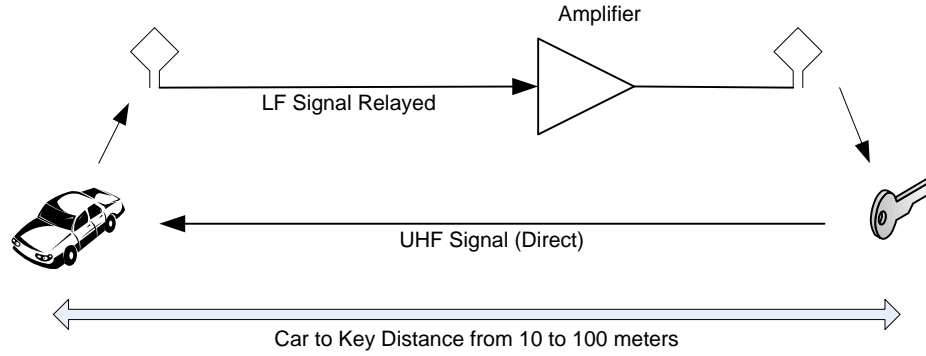 Amplifier
LF Signal Relayed
UHF Signal (Direct)
Car to Key Distance from 10 to 100 meters